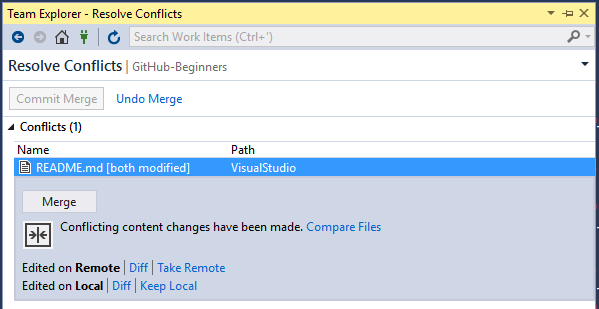 Team Explorer - Resolve Conflicts
Search Work Items (Ctrl+')
Resolve Conflicts | GitHub-Beginners
Commit Merge Undo Merge
Conflicts (1)
Name Path
README.md [both modified] VisualStudio
Merge
Conflicting content changes have been made. Compare Files
Edited on Remote | Diff | Take Remote
Edited on Local | Diff | Keep Local